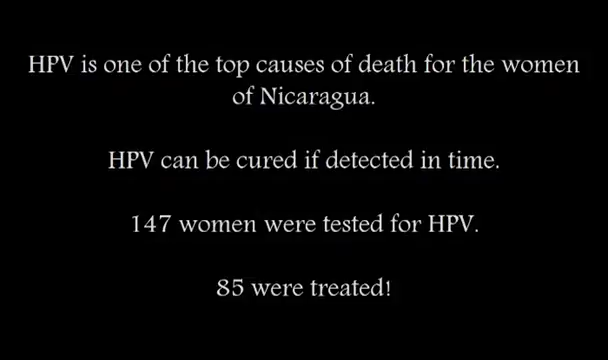 HPV is one of the top causes of death for the women
of Nicaragua.
HPV can be cured if detected in time.
147 women were tested for HPV.
85 were treated!